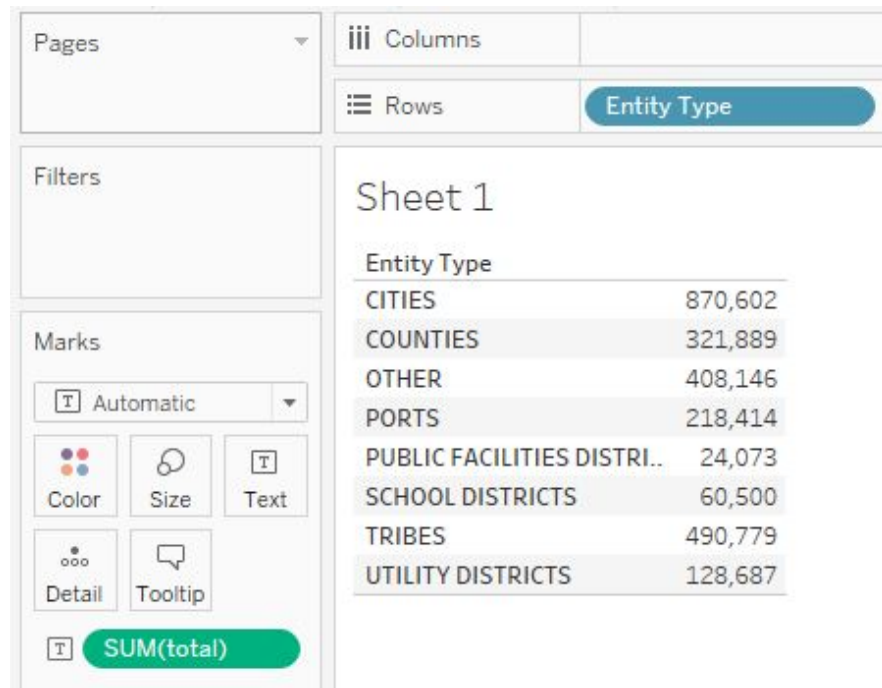 Pages
Columns
Rows
Entity Type
Filters
Sheet 1
Entity Type
CITIES 870,602
COUNTIES 321,889
OTHER 408,146
PORTS 218,414
PUBLIC FACILITIES DISTRI.. 24,073
SCHOOL DISTRICTS 60,500
TRIBES 490,779
UTILITY DISTRICTS 128,687
Marks
T Automatic
T
Color Size Text
Detail Tooltip
T SUM(total)